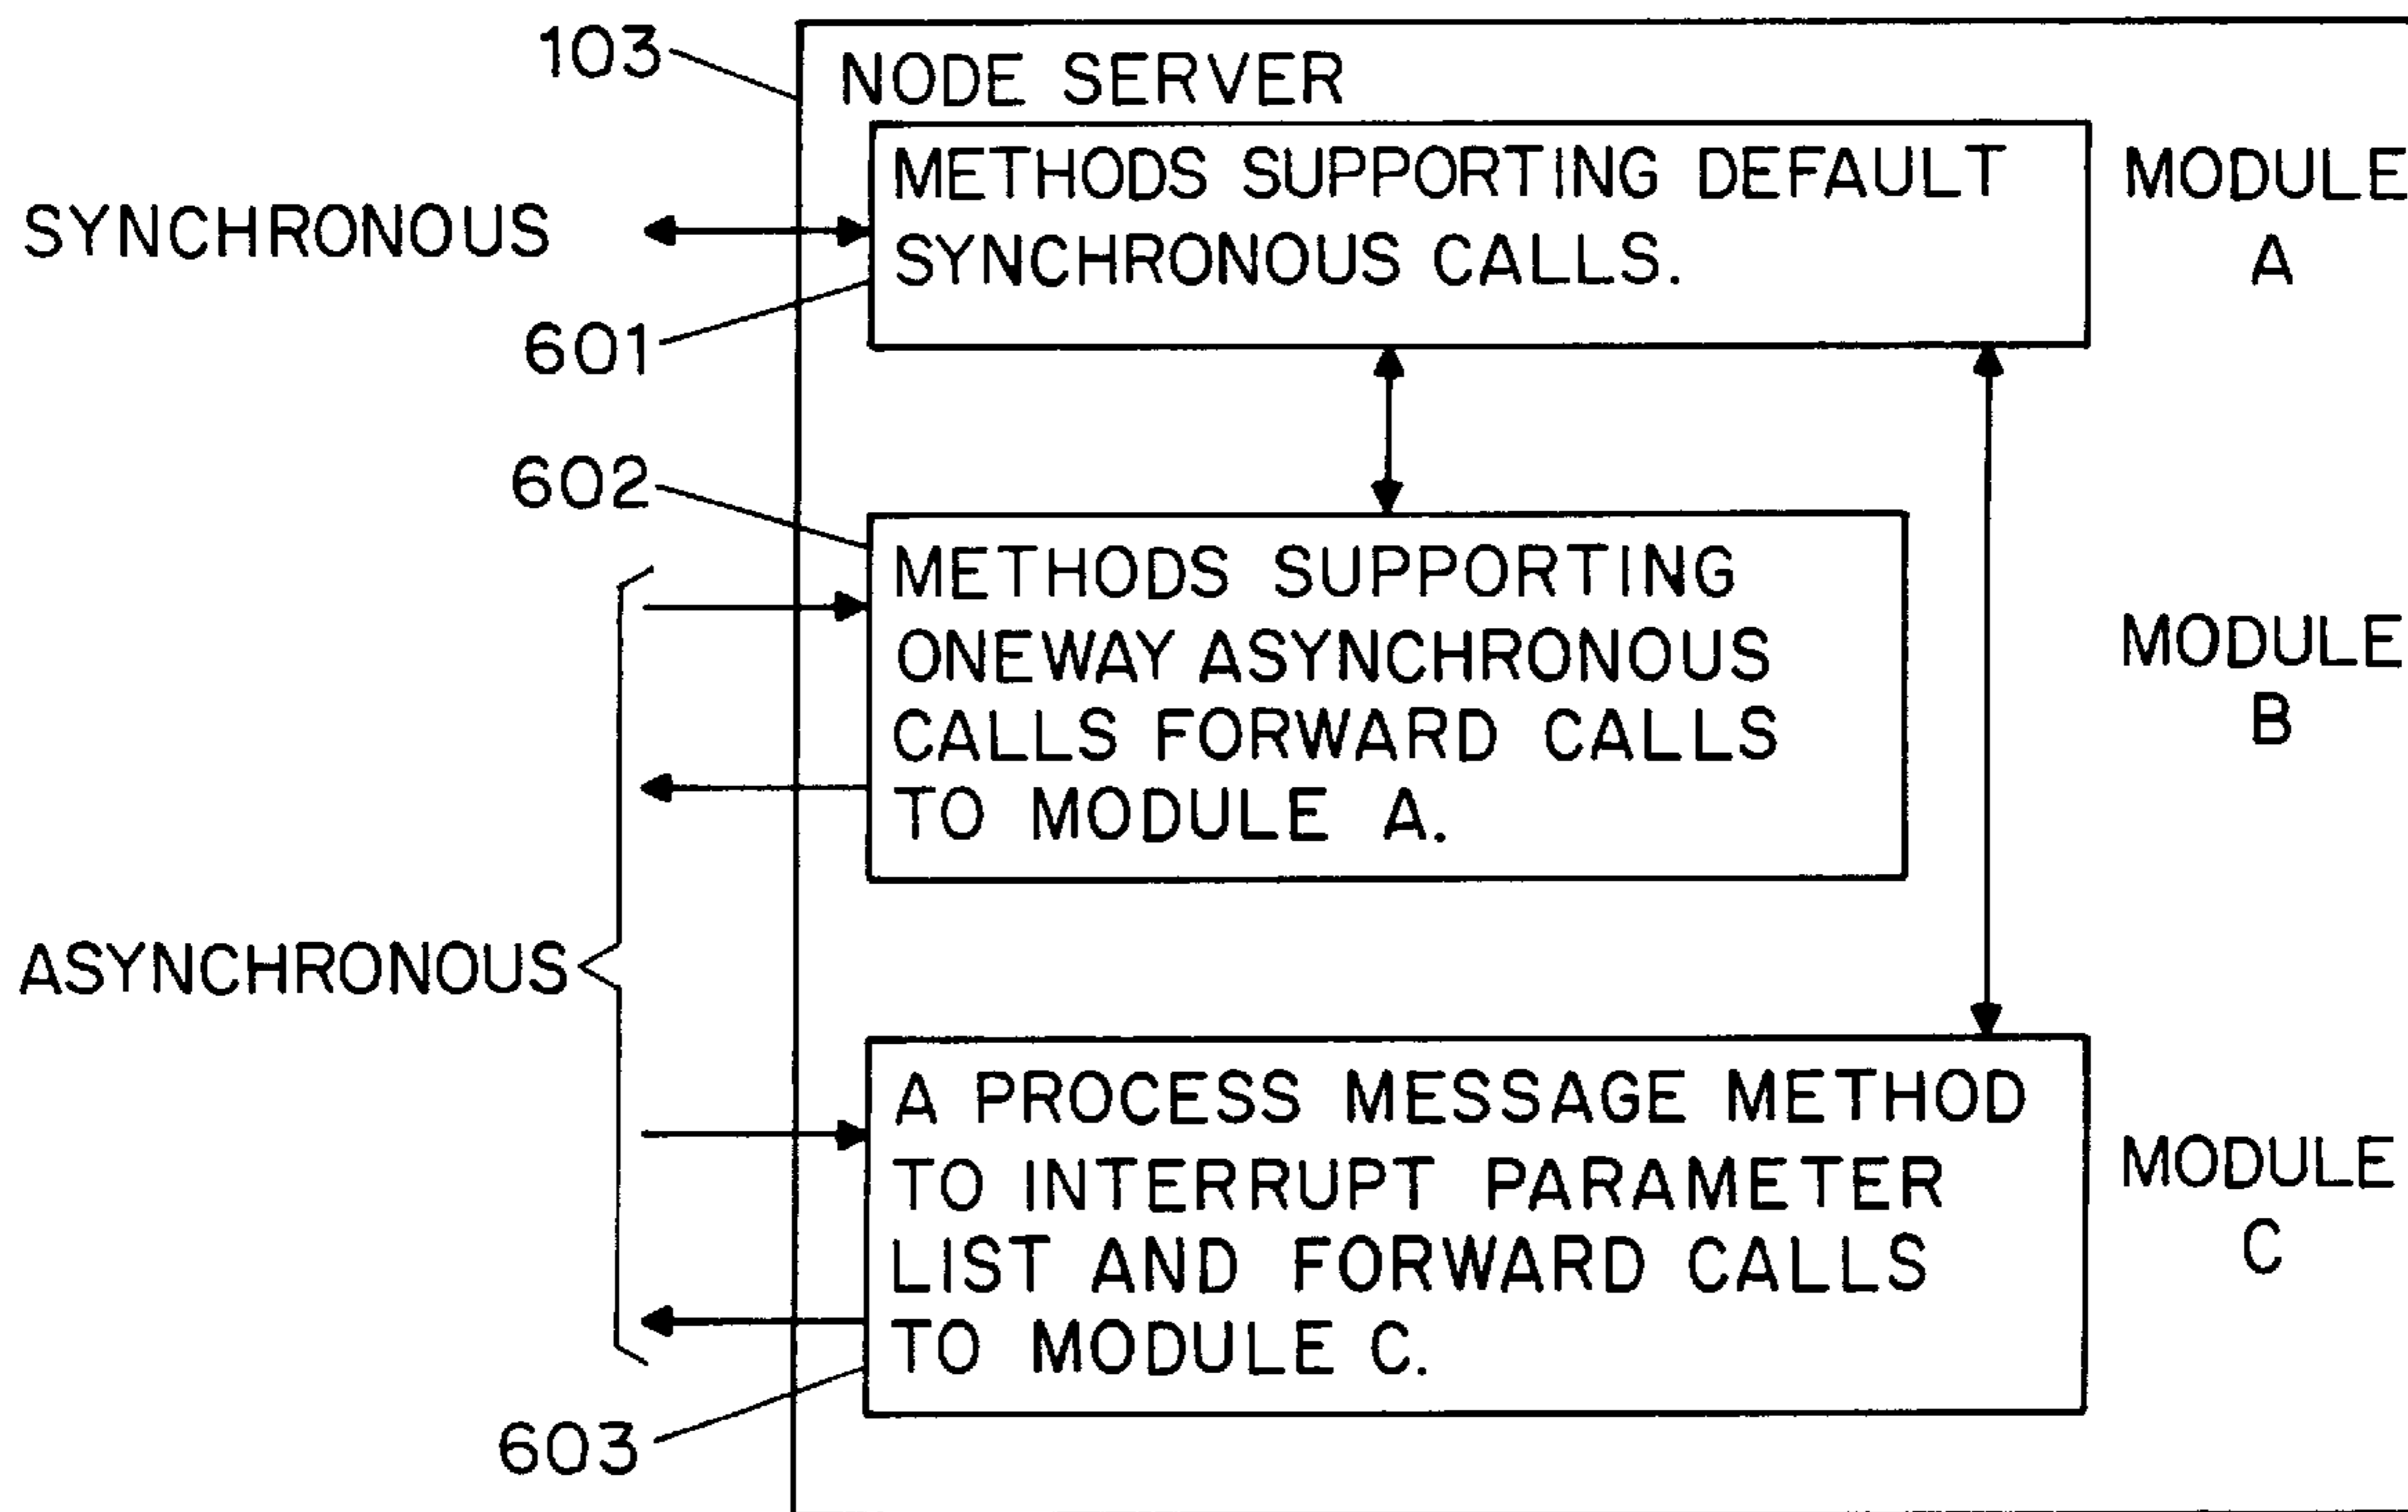 103
NODE SERVER
METHODS SUPPORTING DEFAULT
SYNCHRONOUS CALLS.
MODULE
A
SYNCHRONOUS
601
602
METHODS SUPPORTING
ONEWAY ASYNCHRONOUS
CALLS FORWARD CALLS
TO MODULE A.
MODULE
B
ASYNCHRONOUS
A PROCESS MESSAGE METHOD
TO INTERRUPT PARAMETER
LIST AND FORWARD CALLS
TO MODULE C.
MODULE
C
603